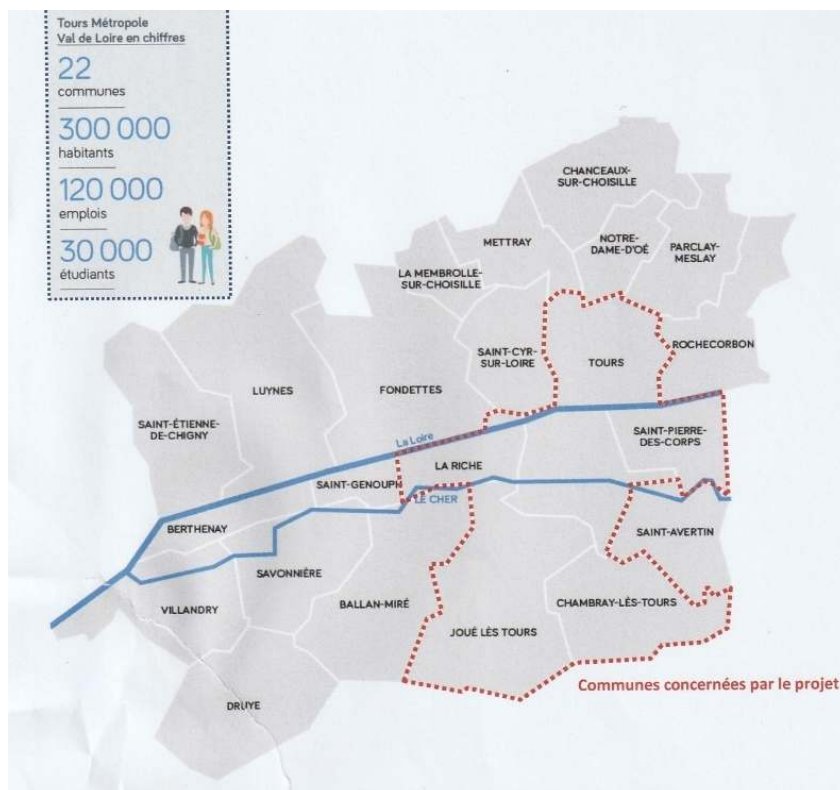 Tours Métropole
Val de Loire en chiffres
22
communes
300 000
habitants
120 000
emplois
30 000
étudiants
CHANCEAUX-
SUR-CHOISILLE
METTRAY
NOTRE-
DAME-D'OÉ
PARCLAY-
MESLAY
LA MEMBROLLE-
SUR-CHOISILLE
SAINT-CYR-
SUR-LOIRE
TOURS
ROCHECORBON
LUYNES
FONDETTES
SAINT-ÉTIENNE-
DE-CHIGNY
La Loire
SAINT-PIERRE-
DES-CORPS
LA RICHE
SAINT-GENOUPH
LE CHER
BERTHENAY
SAINT-AVERTIN
SAVONNIÈRE
VILLANDRY
BALLAN-MIRÉ
CHAMBRAY-LÈS-TOURS
JOUÉ LÈS TOURS
Communes concernées par le projet
DRUYE